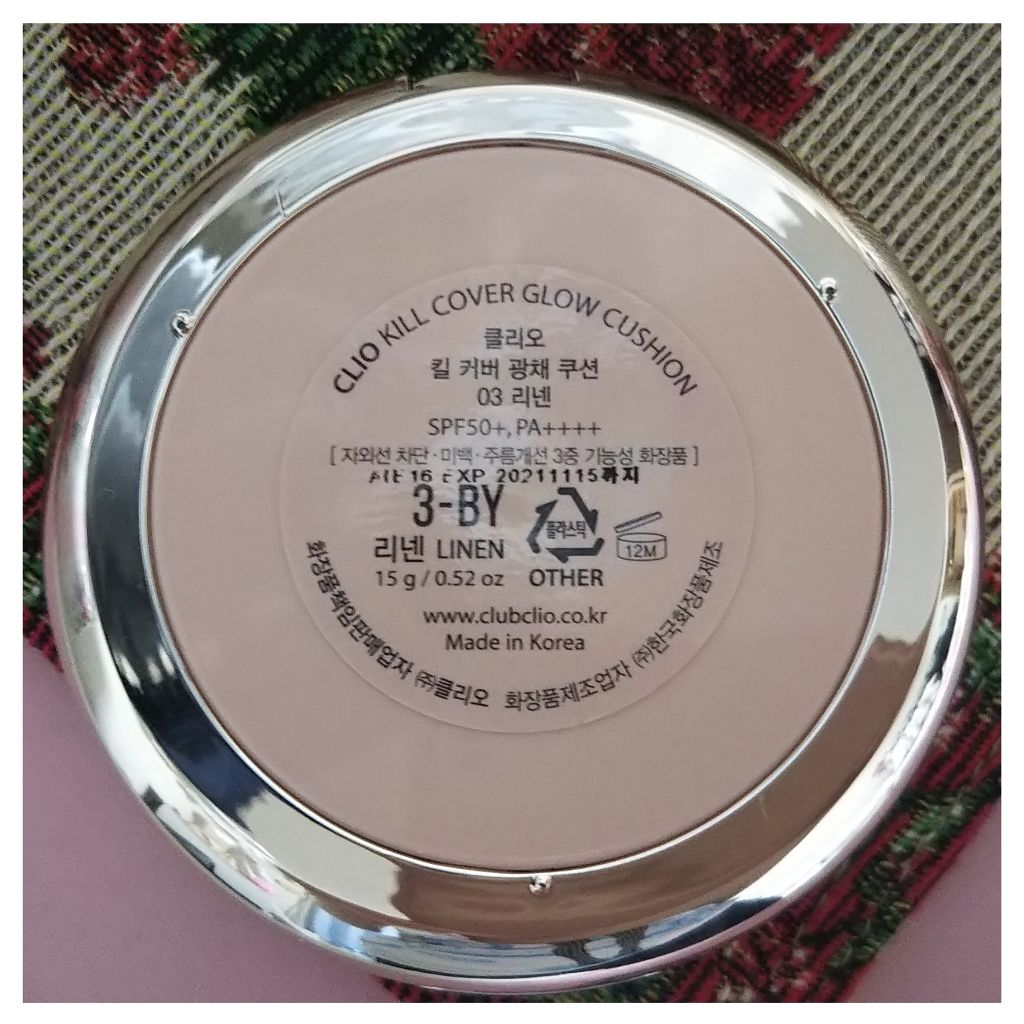 CLIO KILL COVER GLOW CUSHION
클리오
킬 커버 광채 쿠션
03 리넨
SPF50+, PA++++
[ 자외선 차단·미백·주름개선 3중 기능성 화장품 ]
16 EXP 20211115까지
3-BY
플라스틱
12M
리넨 LINEN
OTHER
15 g / 0.52 oz
www.clubclio.co.kr
Made in Korea
화장품책임판매업자 ㈜클리오 화장품제조업자 ㈜한국화장품제조